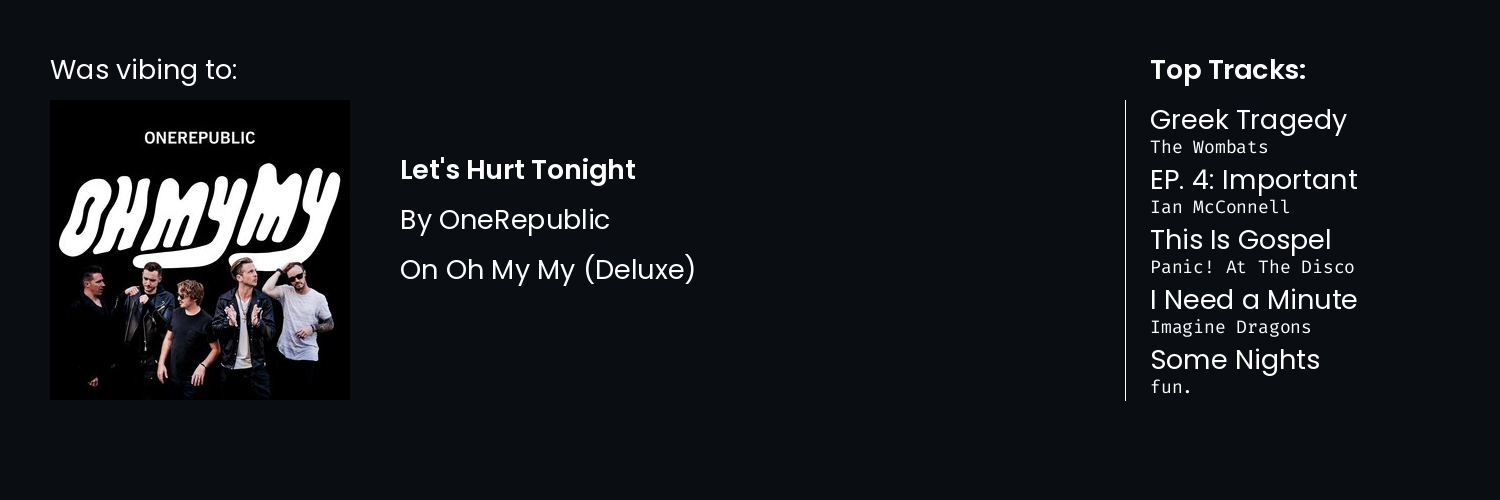 Was vibing to:
ONEREPUBLIC
OH MY MY
Let's Hurt Tonight
By OneRepublic
On Oh My My (Deluxe)
Top Tracks:
Greek Tragedy
The Wombats
EP. 4: Important
Ian McConnell
This Is Gospel
Panic! At The Disco
I Need a Minute
Imagine Dragons
Some Nights
fun.